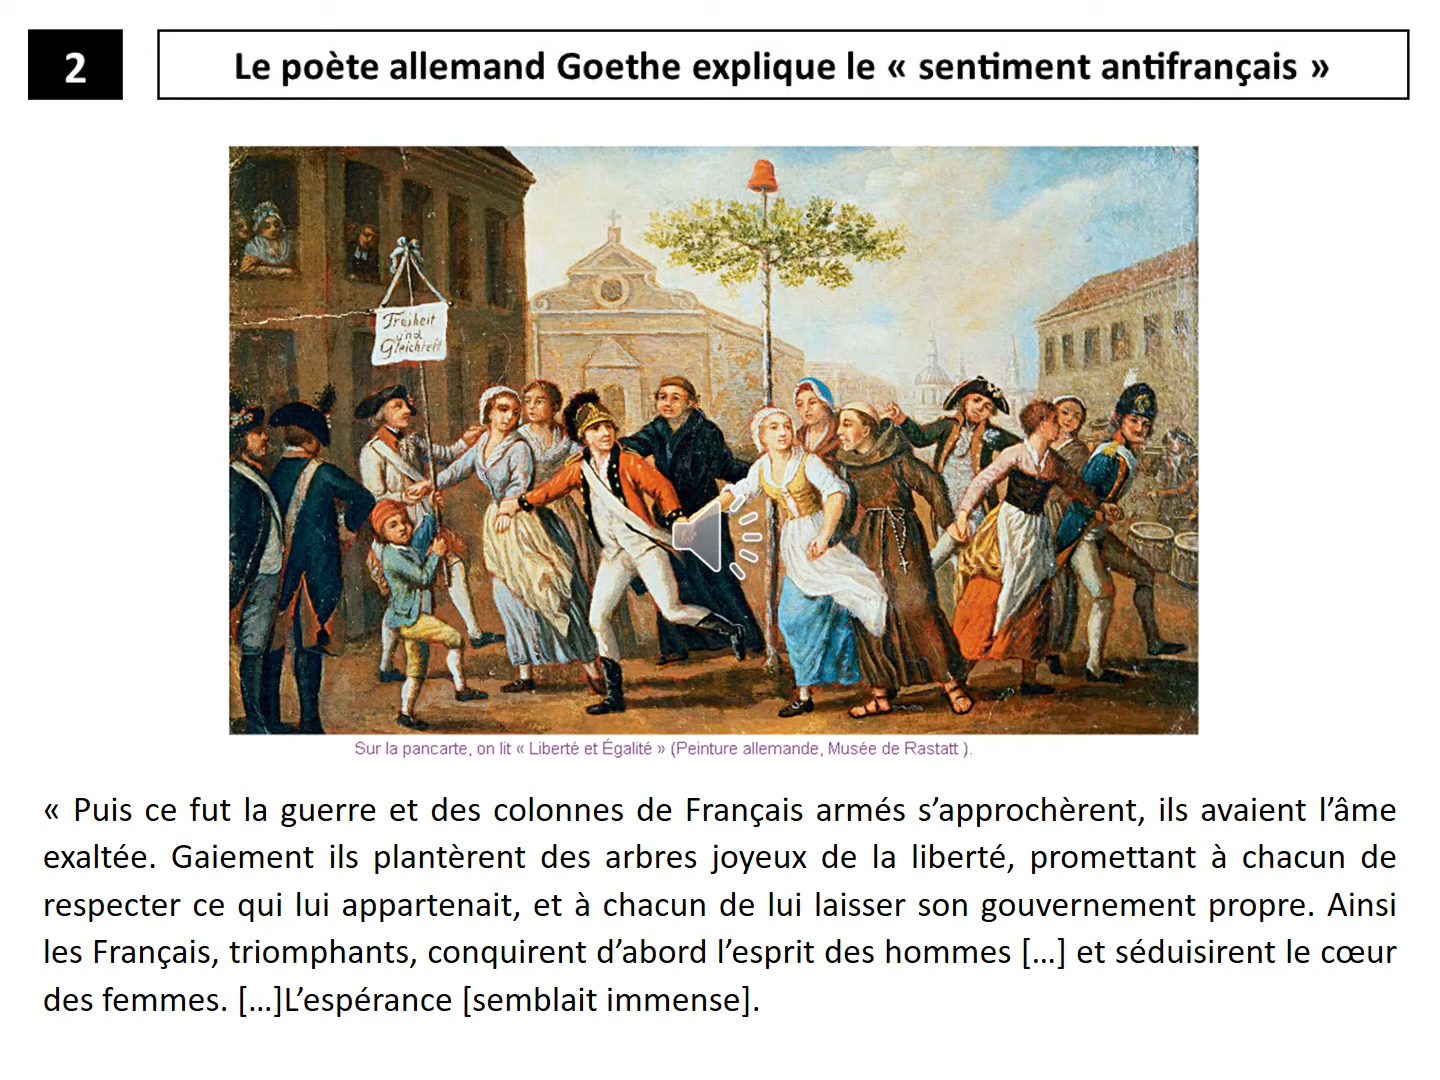 2
Le poète allemand Goethe explique le « sentiment antifrançais »
Freiheit
und
Gleichheit
Sur la pancarte, on lit « Liberté et Égalité » (Peinture allemande, Musée de Rastatt ).
« Puis ce fut la guerre et des colonnes de Français armés s’approchèrent, ils avaient l’âme
exaltée. Gaiement ils plantèrent des arbres joyeux de la liberté, promettant à chacun de
respecter ce qui lui appartenait, et à chacun de lui laisser son gouvernement propre. Ainsi
les Français, triomphants, conquirent d’abord l’esprit des hommes […] et séduisirent le cœur
des femmes. […]L’espérance [semblait immense].